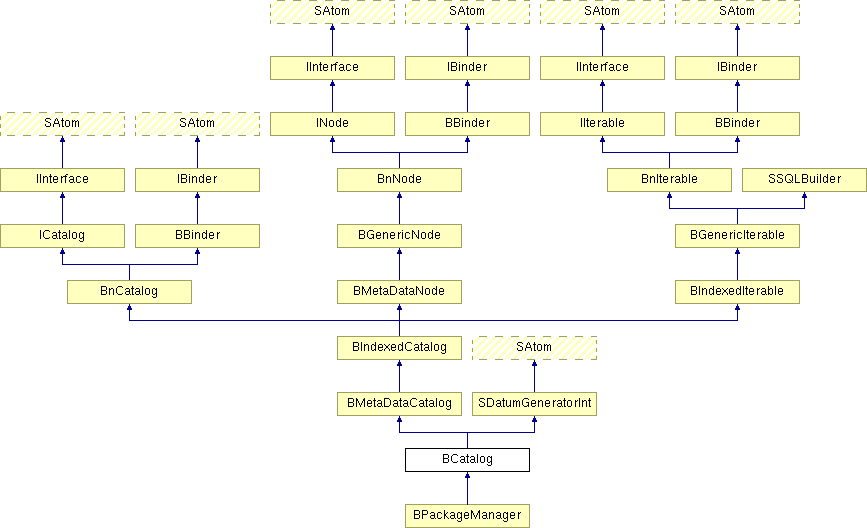 SAtom SAtom SAtom SAtom
IInterface IBinder IInterface IBinder
SAtom SAtom INode BBinder IIterable BBinder
IInterface IBinder BnNode BnIterable SSQLBuilder
ICatalog BBinder BGenericNode BGenericIterable
BnCatalog BMetaDataNode BIndexedIterable
BIndexedCatalog SAtom
BMetaDataCatalog SDatumGeneratorInt
BCatalog
BPackageManager